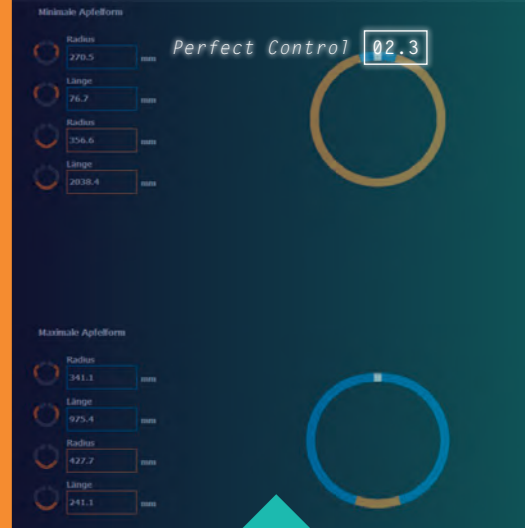 Minimale Apfelform
Perfect Control 02.3
Radius
270.5 mm
Länge
76.7 mm
Radius
356.6 mm
Länge
2038.4 mm
Maximale Apfelform
Radius
341.1 mm
Länge
975.4 mm
Radius
427.7 mm
Länge
241.1 mm